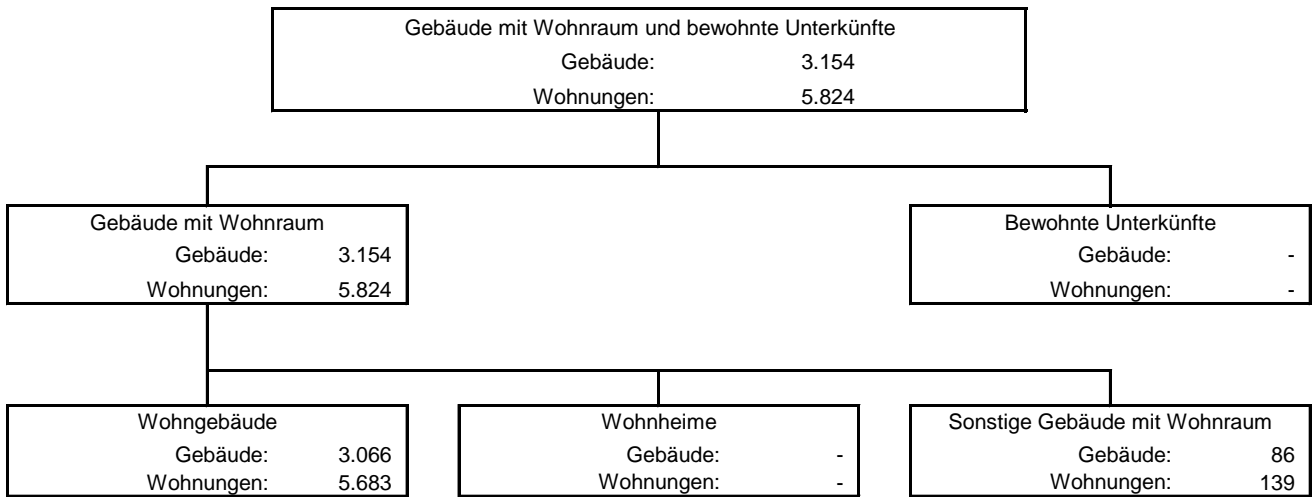 Gebäude mit Wohnraum und bewohnte Unterkünfte
Gebäude: 3.154
Wohnungen: 5.824
Gebäude mit Wohnraum
Gebäude: 3.154
Wohnungen: 5.824
Bewohnte Unterkünfte
Gebäude: -
Wohnungen: -
Wohngebäude
Gebäude: 3.066
Wohnungen: 5.683
Wohnheime
Gebäude: -
Wohnungen: -
Sonstige Gebäude mit Wohnraum
Gebäude: 86
Wohnungen: 139